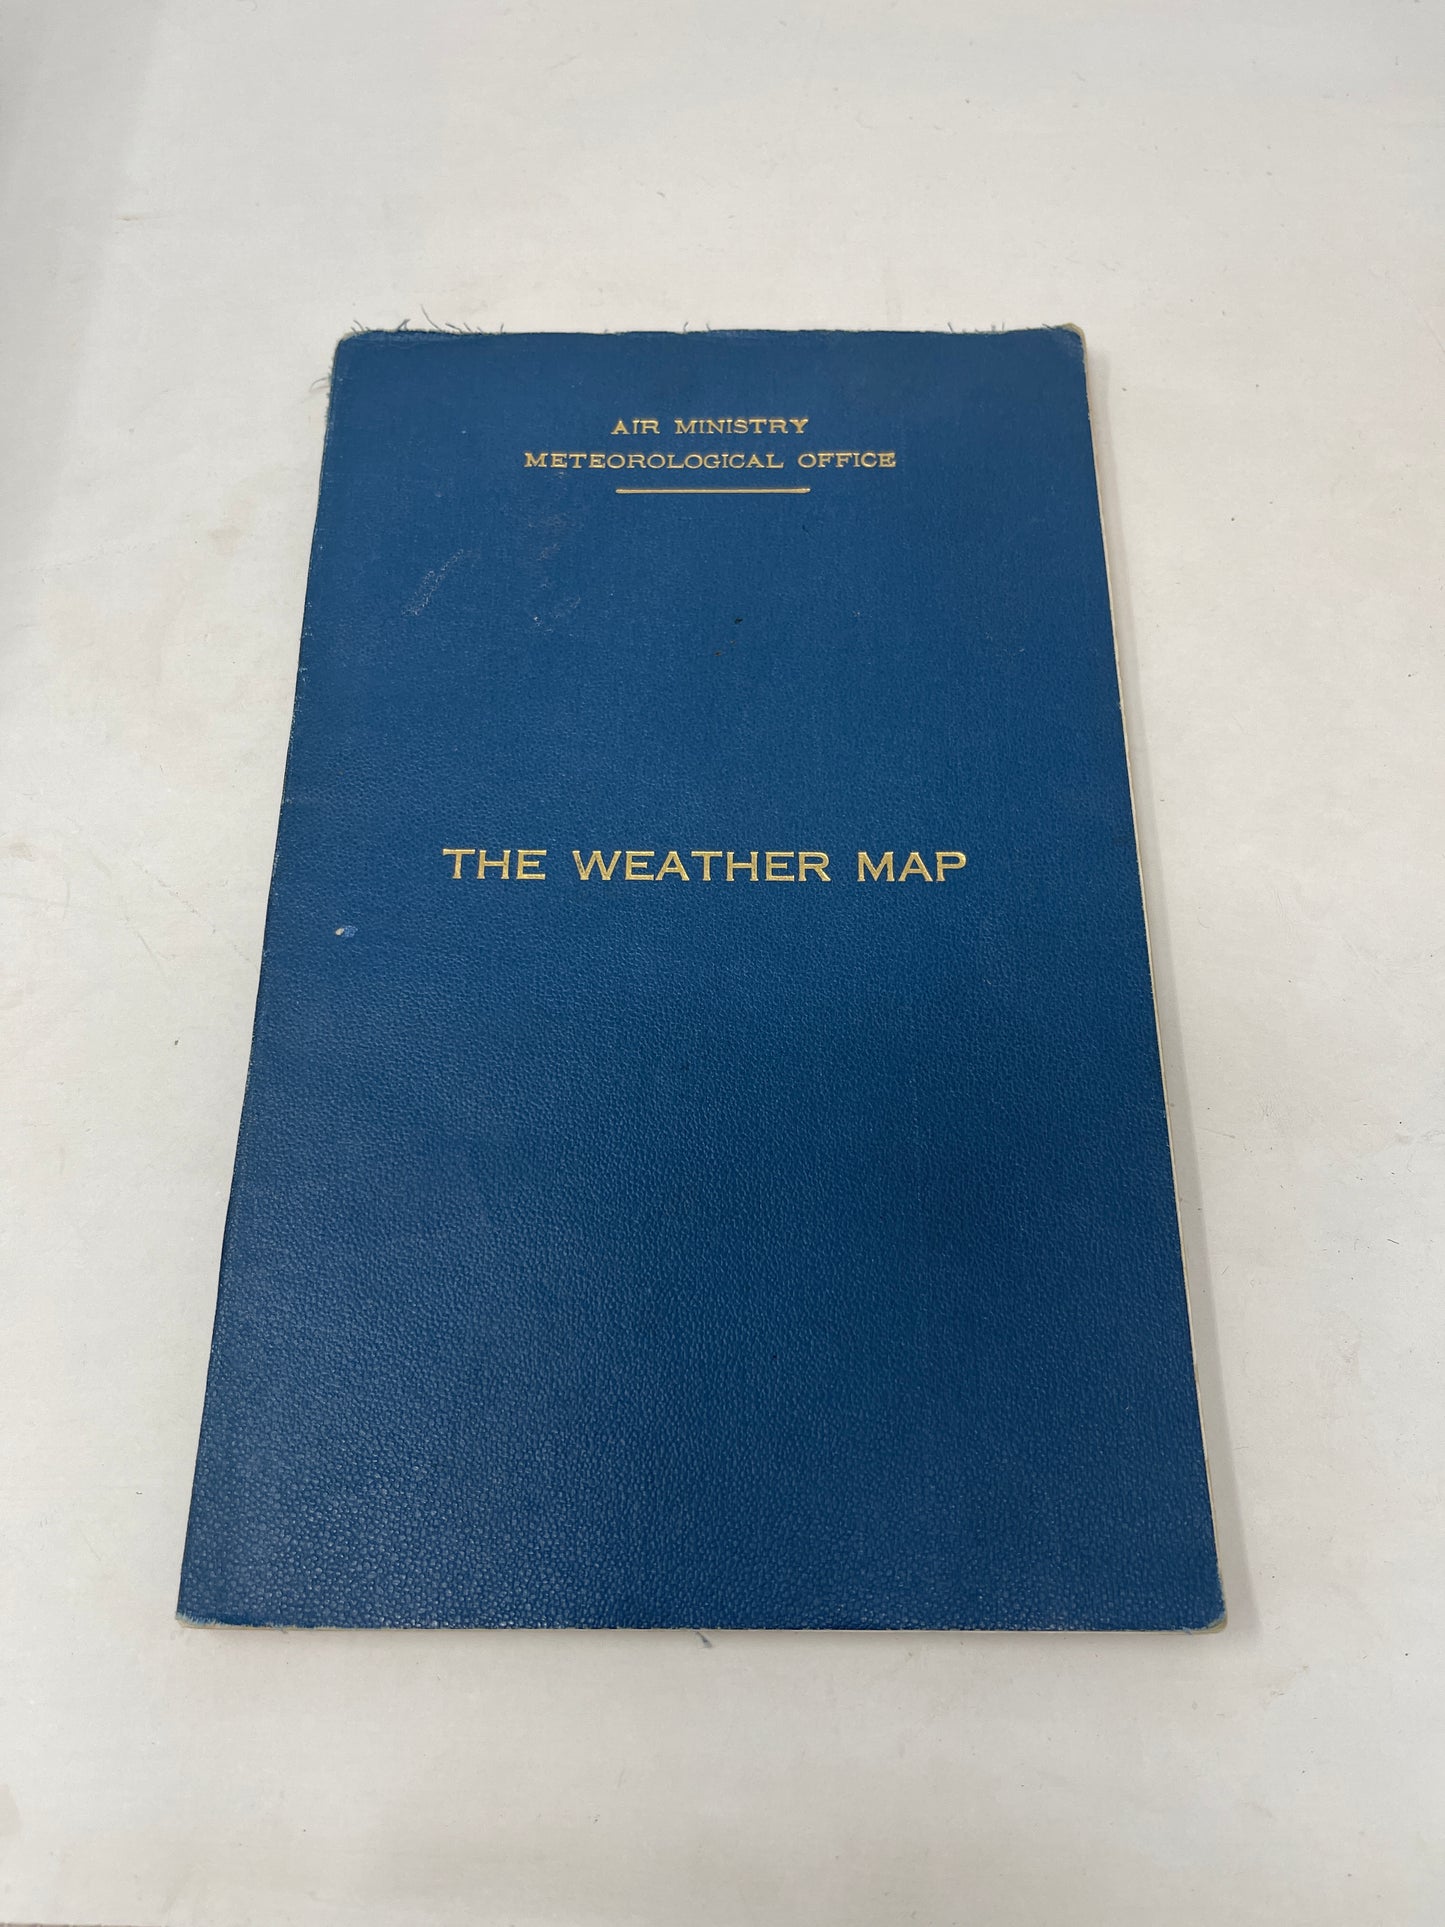 AIR MINISTRY
METEOROLOGICAL OFFICE
THE WEATHER MAP